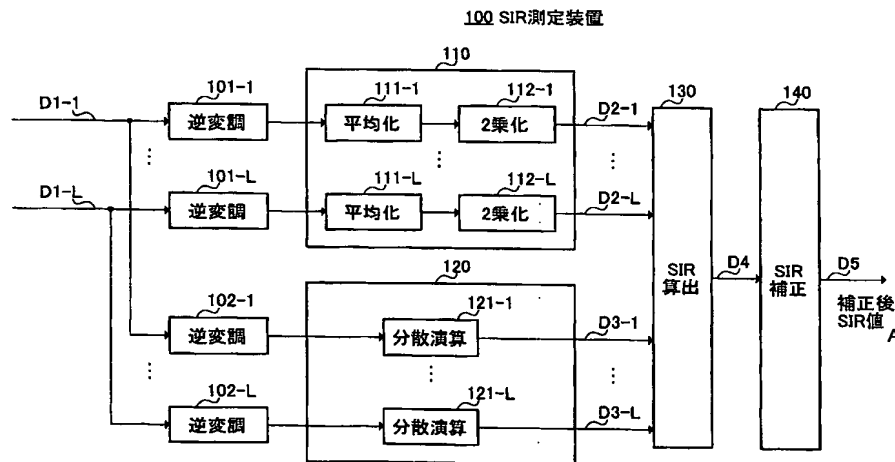 100 SIR測定装置
110
D1-1
101-1
逆変調
111-1
平均化
112-1
2乗化
D2-1
130
140
D1-L
101-L
逆変調
111-L
平均化
112-L
2乗化
D2-L
SIR
算出
D4
SIR
補正
D5
補正後
SIR値
A
120
102-1
逆変調
121-1
分散演算
D3-1
102-L
逆変調
121-L
分散演算
D3-L